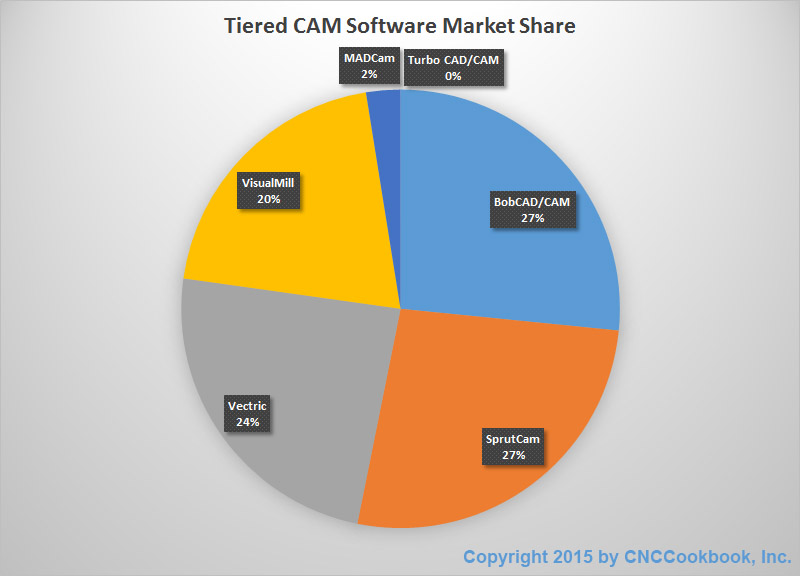 Tiered CAM Software Market Share
MADCam
2%
Turbo CAD/CAM
0%
BobCAD/CAM
27%
VisualMill
20%
Vectric
24%
SprutCam
27%
Copyright 2015 by CNCCookbook, Inc.